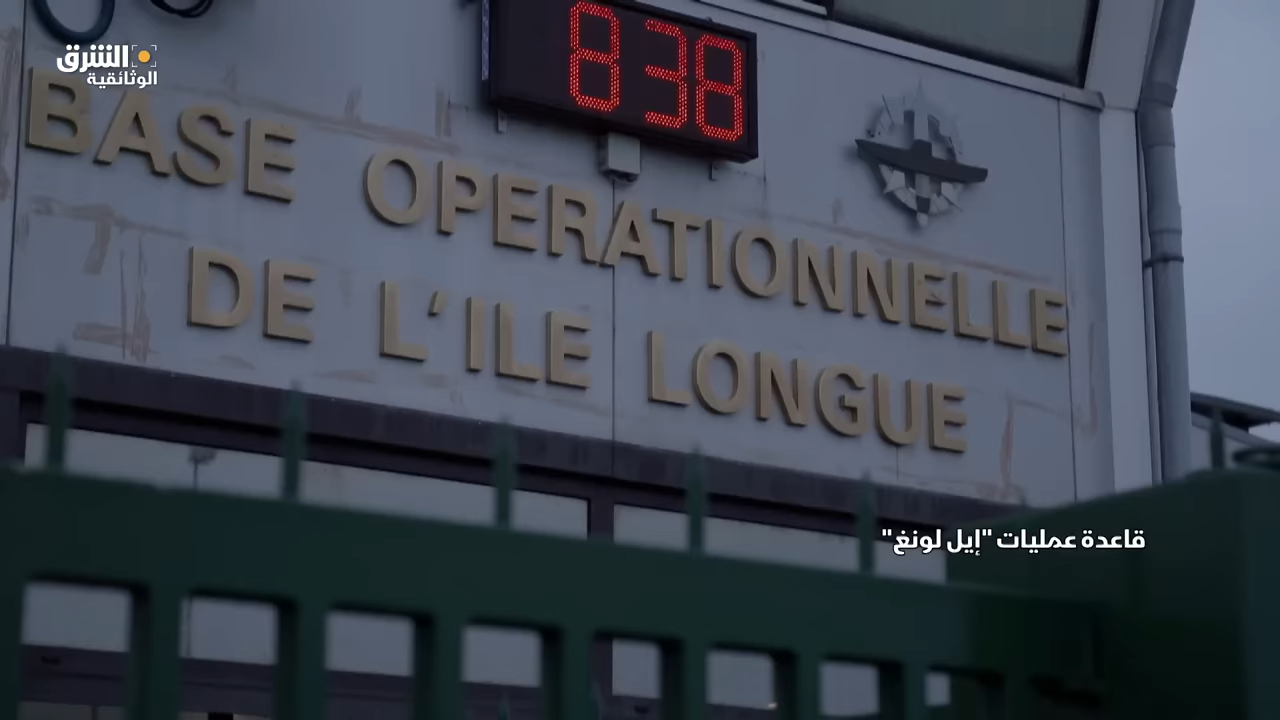 الشرق
الوثائقية
838
BASE OPERATIONNELLE
DE L'ILE LONGUE
قاعدة عمليات "إيل لونغ"